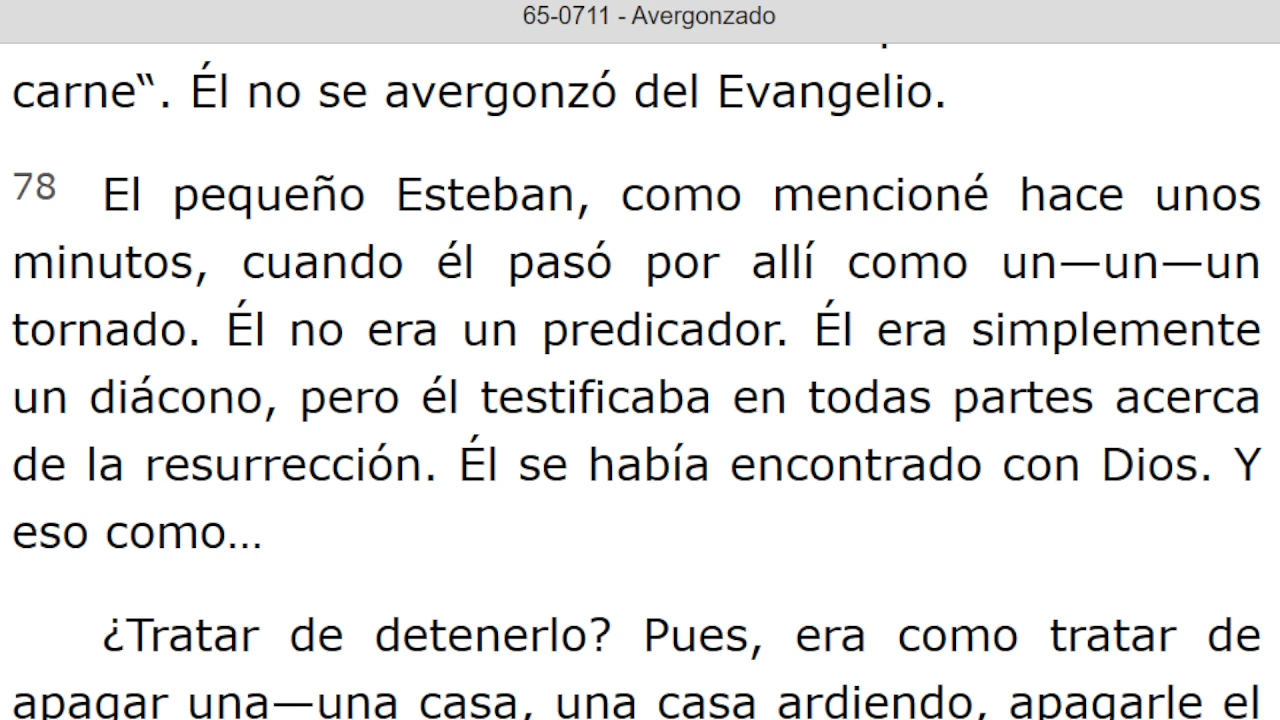 65-0711 - Avergonzado
carne“. Él no se avergonzó del Evangelio.
78 El pequeño Esteban, como mencioné hace unos
minutos, cuando él pasó por allí como un—un—un
tornado. Él no era un predicador. Él era simplemente
un diácono, pero él testificaba en todas partes acerca
de la resurrección. Él se había encontrado con Dios. Y
eso como…
¿Tratar de detenerlo? Pues, era como tratar de
apagar una—una casa, una casa ardiendo, apagarle el